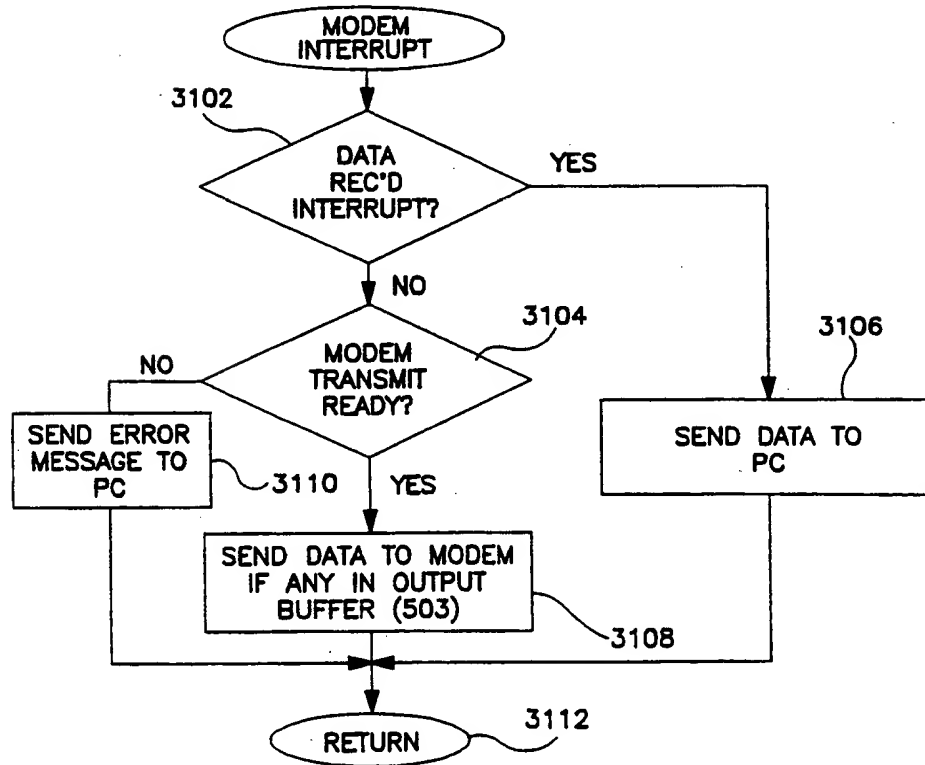 MODEM
INTERRUPT
3102
DATA
REC'D
INTERRUPT?
YES
NO
3104
MODEM
TRANSMIT
READY?
NO
3106
SEND DATA TO
PC
SEND ERROR
MESSAGE TO
PC
3110
YES
SEND DATA TO MODEM
IF ANY IN OUTPUT
BUFFER (503)
3108
RETURN
3112